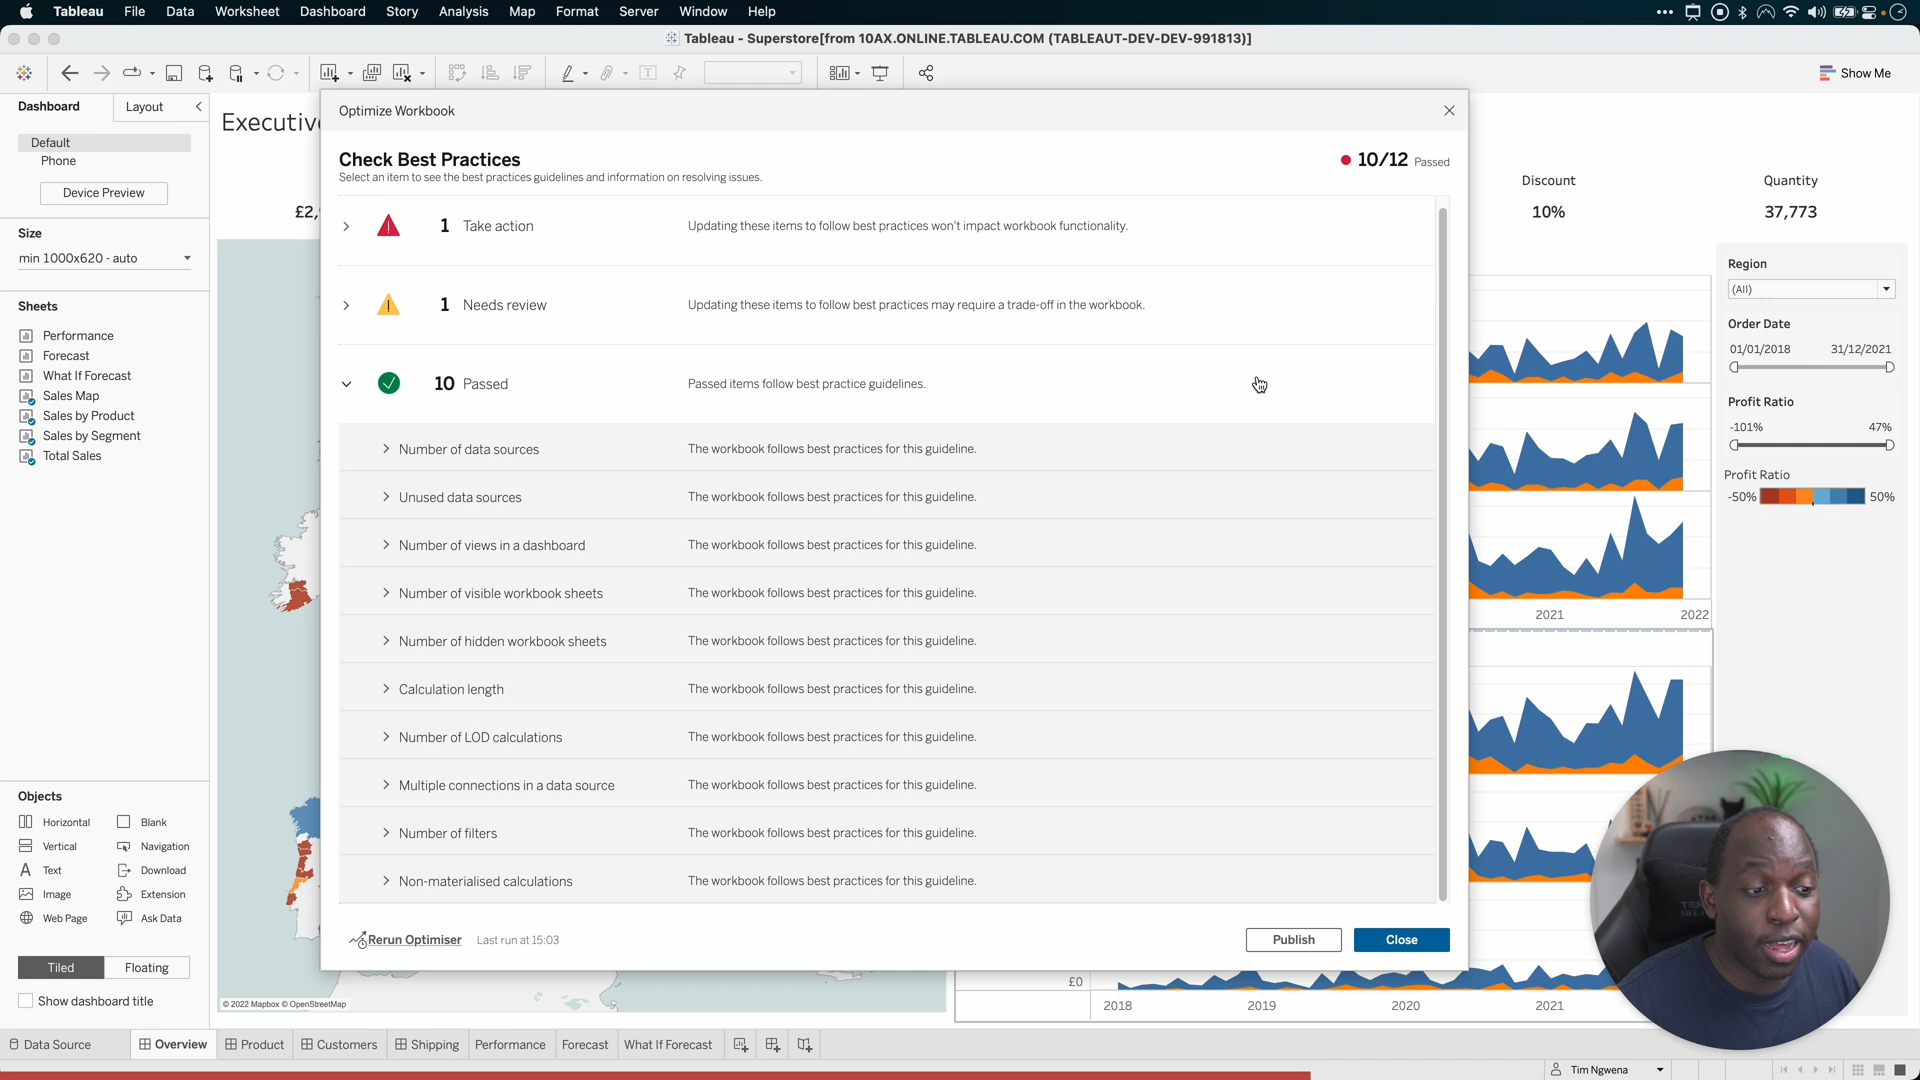 Tableau File Data Worksheet Dashboard Story Analysis Map Format Server Window Help
Tableau - Superstore[from 10AX.ONLINE.TABLEAU.COM (TABLEAUT-DEV-DEV-991813)]
Show Me
Dashboard Layout
Default
Phone
Device Preview
Size
min 1000x620 - auto
Sheets
Performance
Forecast
What If Forecast
Sales Map
Sales by Product
Sales by Segment
Total Sales
Objects
Horizontal Blank
Vertical Navigation
Text Download
Image Extension
Web Page Ask Data
Tiled Floating
Show dashboard title
Executive
£2,
Optimize Workbook
Check Best Practices
10/12 Passed
Select an item to see the best practices guidelines and information on resolving issues.
1 Take action Updating these items to follow best practices won't impact workbook functionality.
1 Needs review Updating these items to follow best practices may require a trade-off in the workbook.
10 Passed Passed items follow best practice guidelines.
Number of data sources The workbook follows best practices for this guideline.
Unused data sources The workbook follows best practices for this guideline.
Number of views in a dashboard The workbook follows best practices for this guideline.
Number of visible workbook sheets The workbook follows best practices for this guideline.
Number of hidden workbook sheets The workbook follows best practices for this guideline.
Calculation length The workbook follows best practices for this guideline.
Number of LOD calculations The workbook follows best practices for this guideline.
Multiple connections in a data source The workbook follows best practices for this guideline.
Number of filters The workbook follows best practices for this guideline.
Non-materialised calculations The workbook follows best practices for this guideline.
Rerun Optimiser Last run at 15:03
Publish Close
Discount Quantity
10% 37,773
Region
(All)
Order Date
01/01/2018 31/12/2021
Profit Ratio
-101% 47%
Profit Ratio
-50% 50%
2021 2022
£0
2018 2019 2020 2021
© 2022 Mapbox © OpenStreetMap
Data Source Overview Product Customers Shipping Performance Forecast What If Forecast
Tim Ngwena